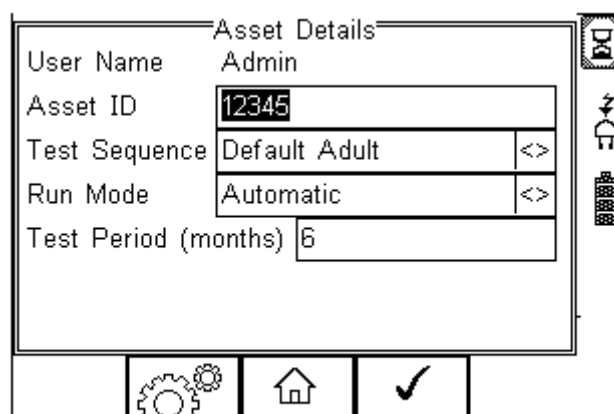 Asset Details
User Name Admin
Asset ID 12345
Test Sequence Default Adult <>
Run Mode Automatic <>
Test Period (months) 6